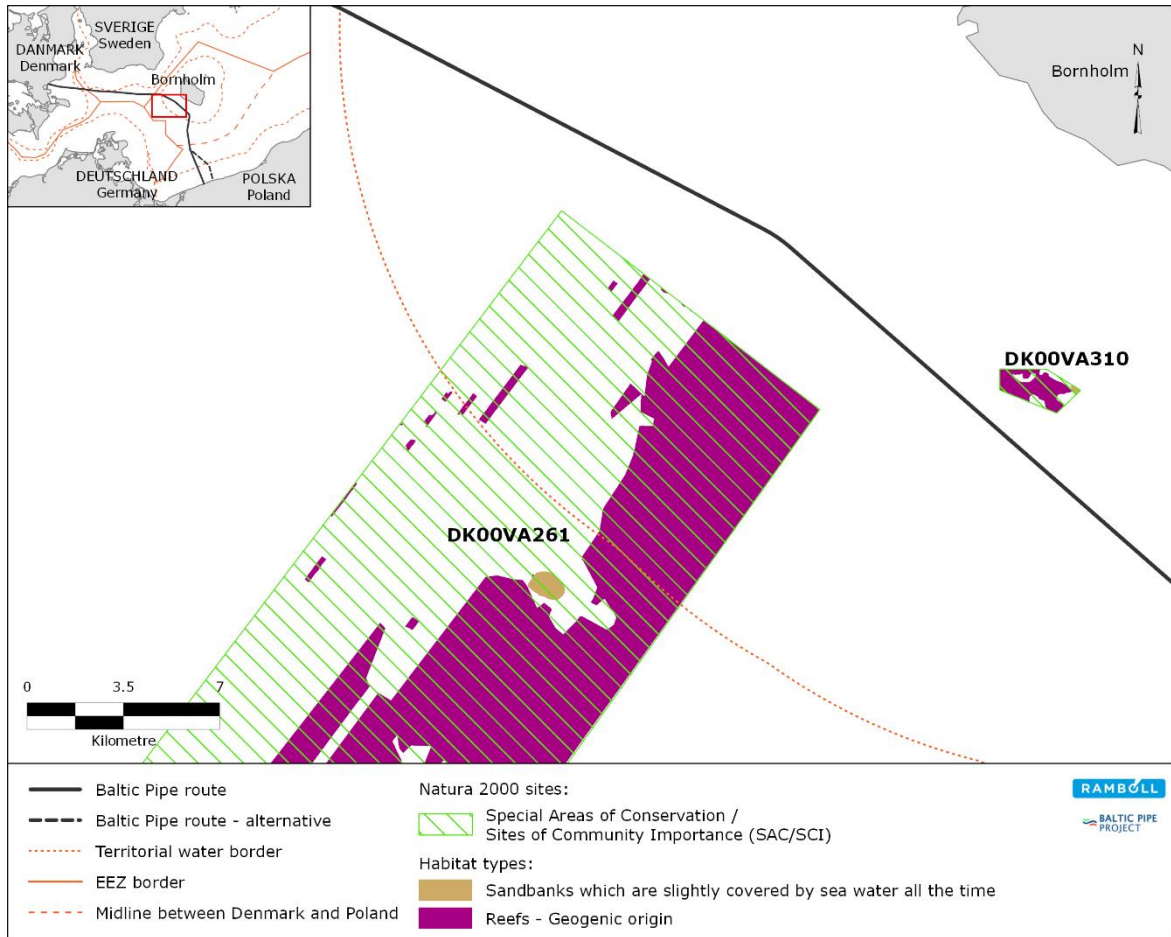 SVERIGE
Sweden
DANMARK
Denmark
Bornholm
DEUTSCHLAND
Germany
POLSKA
Poland
N
Bornholm
DK00VA310
DK00VA261
0 3.5 7
Kilometre
Baltic Pipe route
Baltic Pipe route - alternative
Territorial water border
EEZ border
Midline between Denmark and Poland
Natura 2000 sites:
Special Areas of Conservation /
Sites of Community Importance (SAC/SCI)
Habitat types:
Sandbanks which are slightly covered by sea water all the time
Reefs - Geogenic origin
RAMBOLL
BALTIC PIPE
PROJECT